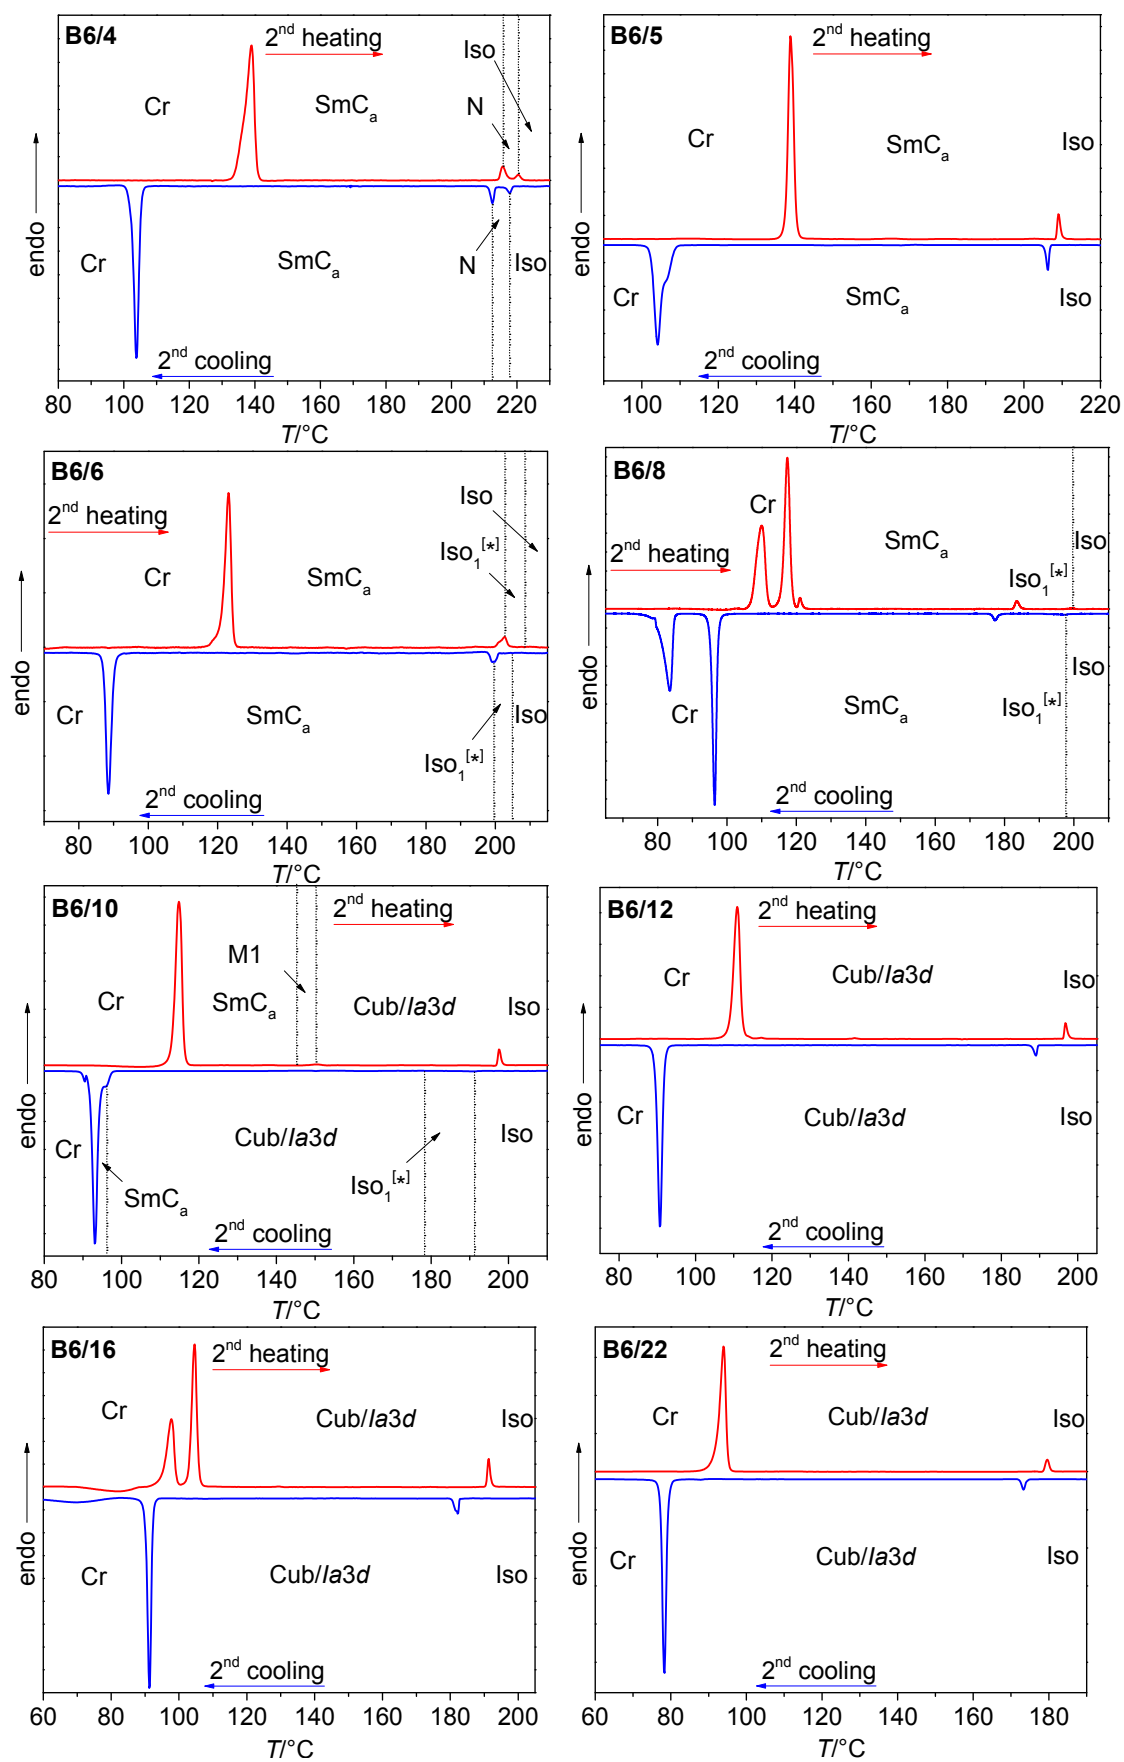 B6/4
2nd heating
Iso
Cr
SmCa
N
endo
Cr
SmCa
N
Iso
2nd cooling
80 100 120 140 160 180 200 220
T/°C
B6/5
2nd heating
Cr
SmCa
Iso
endo
Cr
SmCa
Iso
2nd cooling
100 120 140 160 180 200 220
T/°C
B6/6
2nd heating
Iso
Iso1[*]
Cr
SmCa
endo
Cr
SmCa
Iso
Iso1[*]
2nd cooling
80 100 120 140 160 180 200
T/°C
B6/8
Cr
2nd heating
SmCa
Iso
Iso1[*]
endo
Cr
SmCa
Iso1[*]
Iso
2nd cooling
80 100 120 140 160 180 200
T/°C
B6/10
2nd heating
M1
Cr
SmCa
Cub/Ia3d
Iso
endo
Cr
SmCa
Cub/Ia3d
Iso1[*]
Iso
2nd cooling
80 100 120 140 160 180 200
T/°C
B6/12
2nd heating
Cr
Cub/Ia3d
Iso
endo
Cr
Cub/Ia3d
Iso
2nd cooling
80 100 120 140 160 180 200
T/°C
B6/16
2nd heating
Cr
Cub/Ia3d
Iso
endo
Cr
Cub/Ia3d
Iso
2nd cooling
60 80 100 120 140 160 180 200
T/°C
B6/22
2nd heating
Cr
Cub/Ia3d
Iso
endo
Cr
Cub/Ia3d
Iso
2nd cooling
60 80 100 120 140 160 180
T/°C